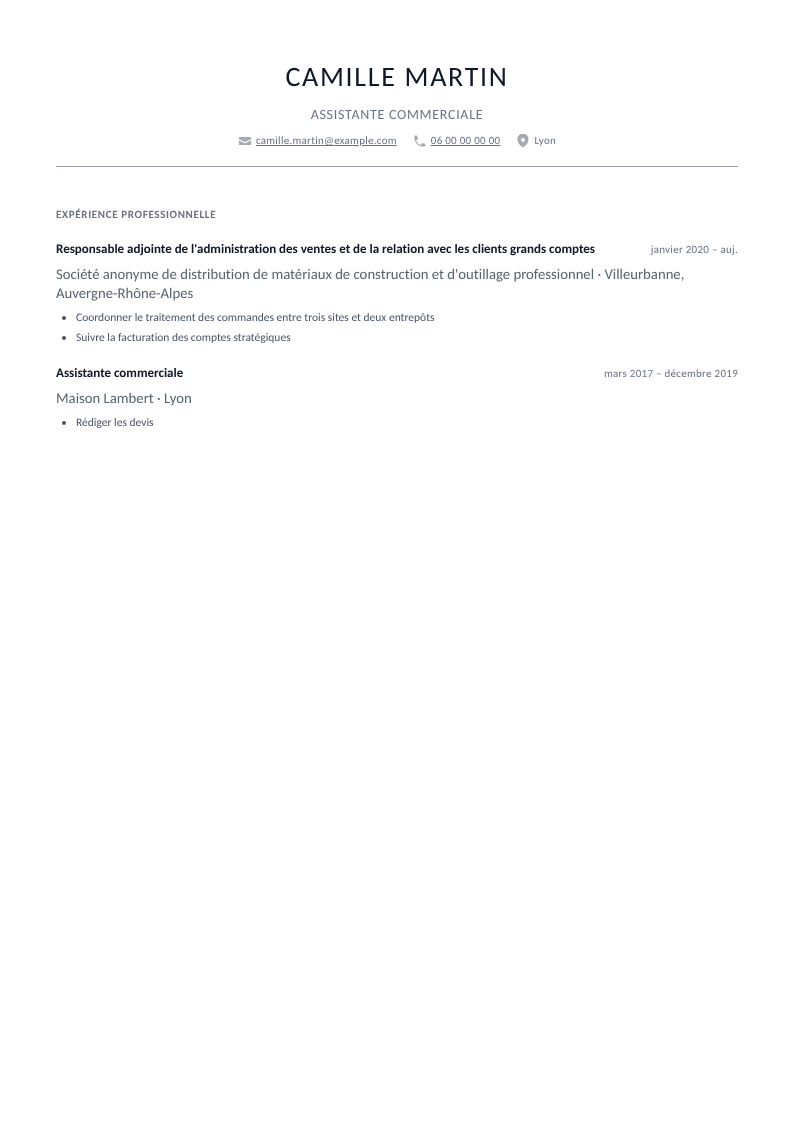 CAMILLE MARTIN
ASSISTANTE COMMERCIALE
camille.martin@example.com 06 00 00 00 00 Lyon
EXPÉRIENCE PROFESSIONNELLE
Responsable adjointe de l'administration des ventes et de la relation avec les clients grands comptes janvier 2020 – auj.
Société anonyme de distribution de matériaux de construction et d'outillage professionnel · Villeurbanne,
Auvergne-Rhône-Alpes
• Coordonner le traitement des commandes entre trois sites et deux entrepôts
• Suivre la facturation des comptes stratégiques
Assistante commerciale mars 2017 – décembre 2019
Maison Lambert · Lyon
• Rédiger les devis